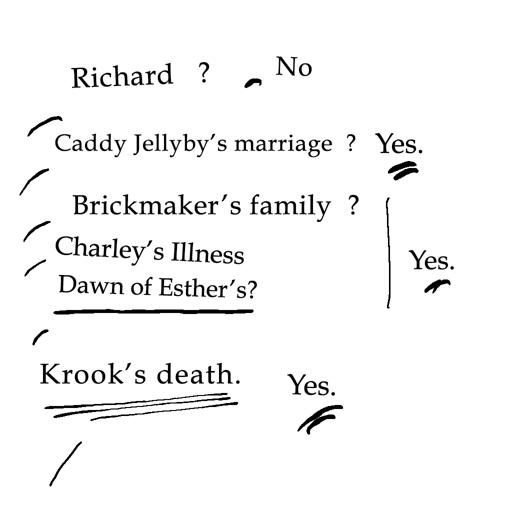 Richard ? No
Caddy Jellyby’s marriage ? Yes.
Brickmaker’s family ?
Charley’s Illness
Yes.
Dawn of Esther’s?
Krook’s death. Yes.